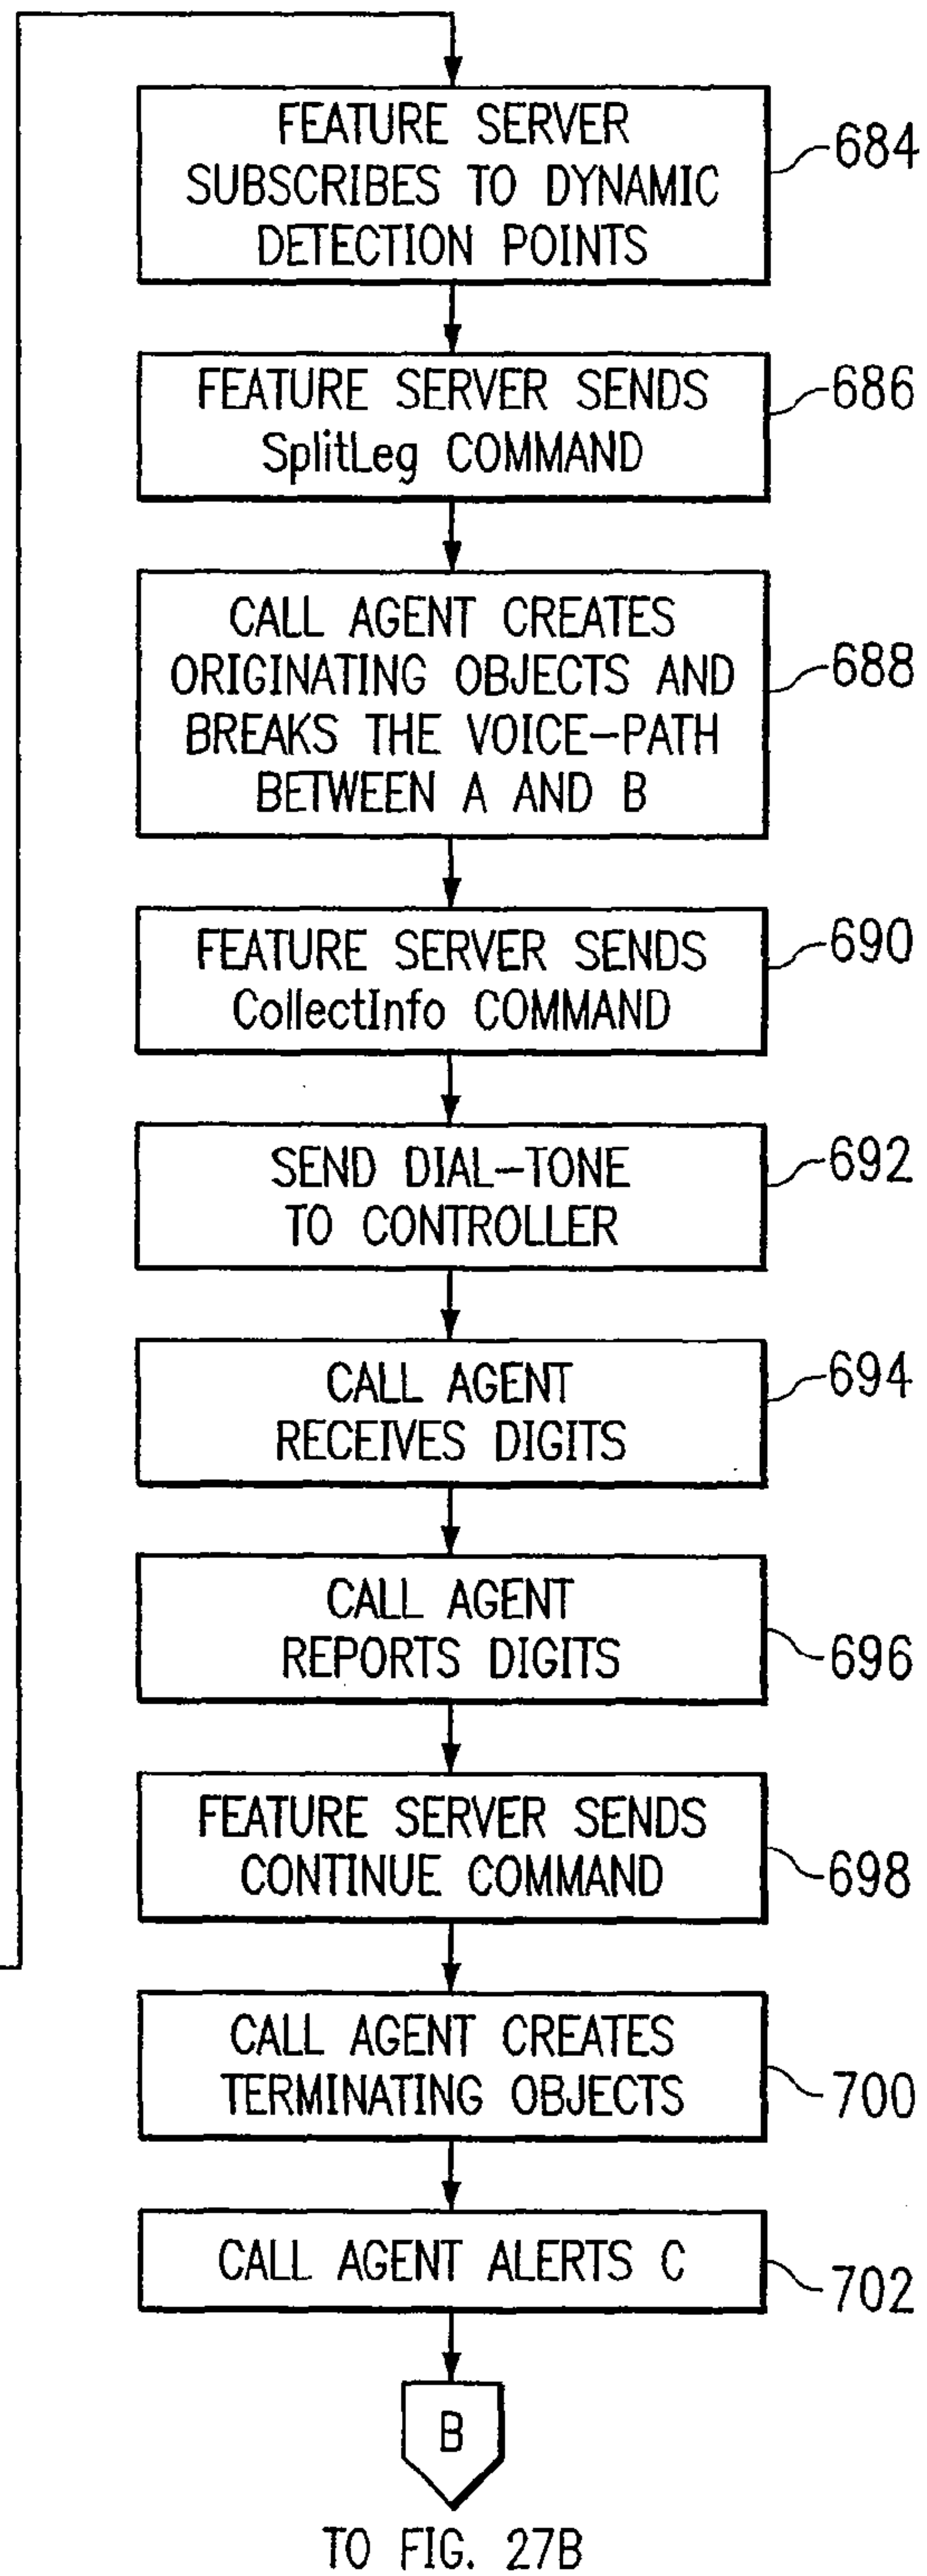 FEATURE SERVER
SUBSCRIBES TO DYNAMIC
DETECTION POINTS
684
FEATURE SERVER SENDS
SplitLeg COMMAND
686
CALL AGENT CREATES
ORIGINATING OBJECTS AND
BREAKS THE VOICE-PATH
BETWEEN A AND B
688
FEATURE SERVER SENDS
CollectInfo COMMAND
690
SEND DIAL-TONE
TO CONTROLLER
692
CALL AGENT
RECEIVES DIGITS
694
CALL AGENT
REPORTS DIGITS
696
FEATURE SERVER SENDS
CONTINUE COMMAND
698
CALL AGENT CREATES
TERMINATING OBJECTS
700
CALL AGENT ALERTS C
702
B
TO FIG. 27B